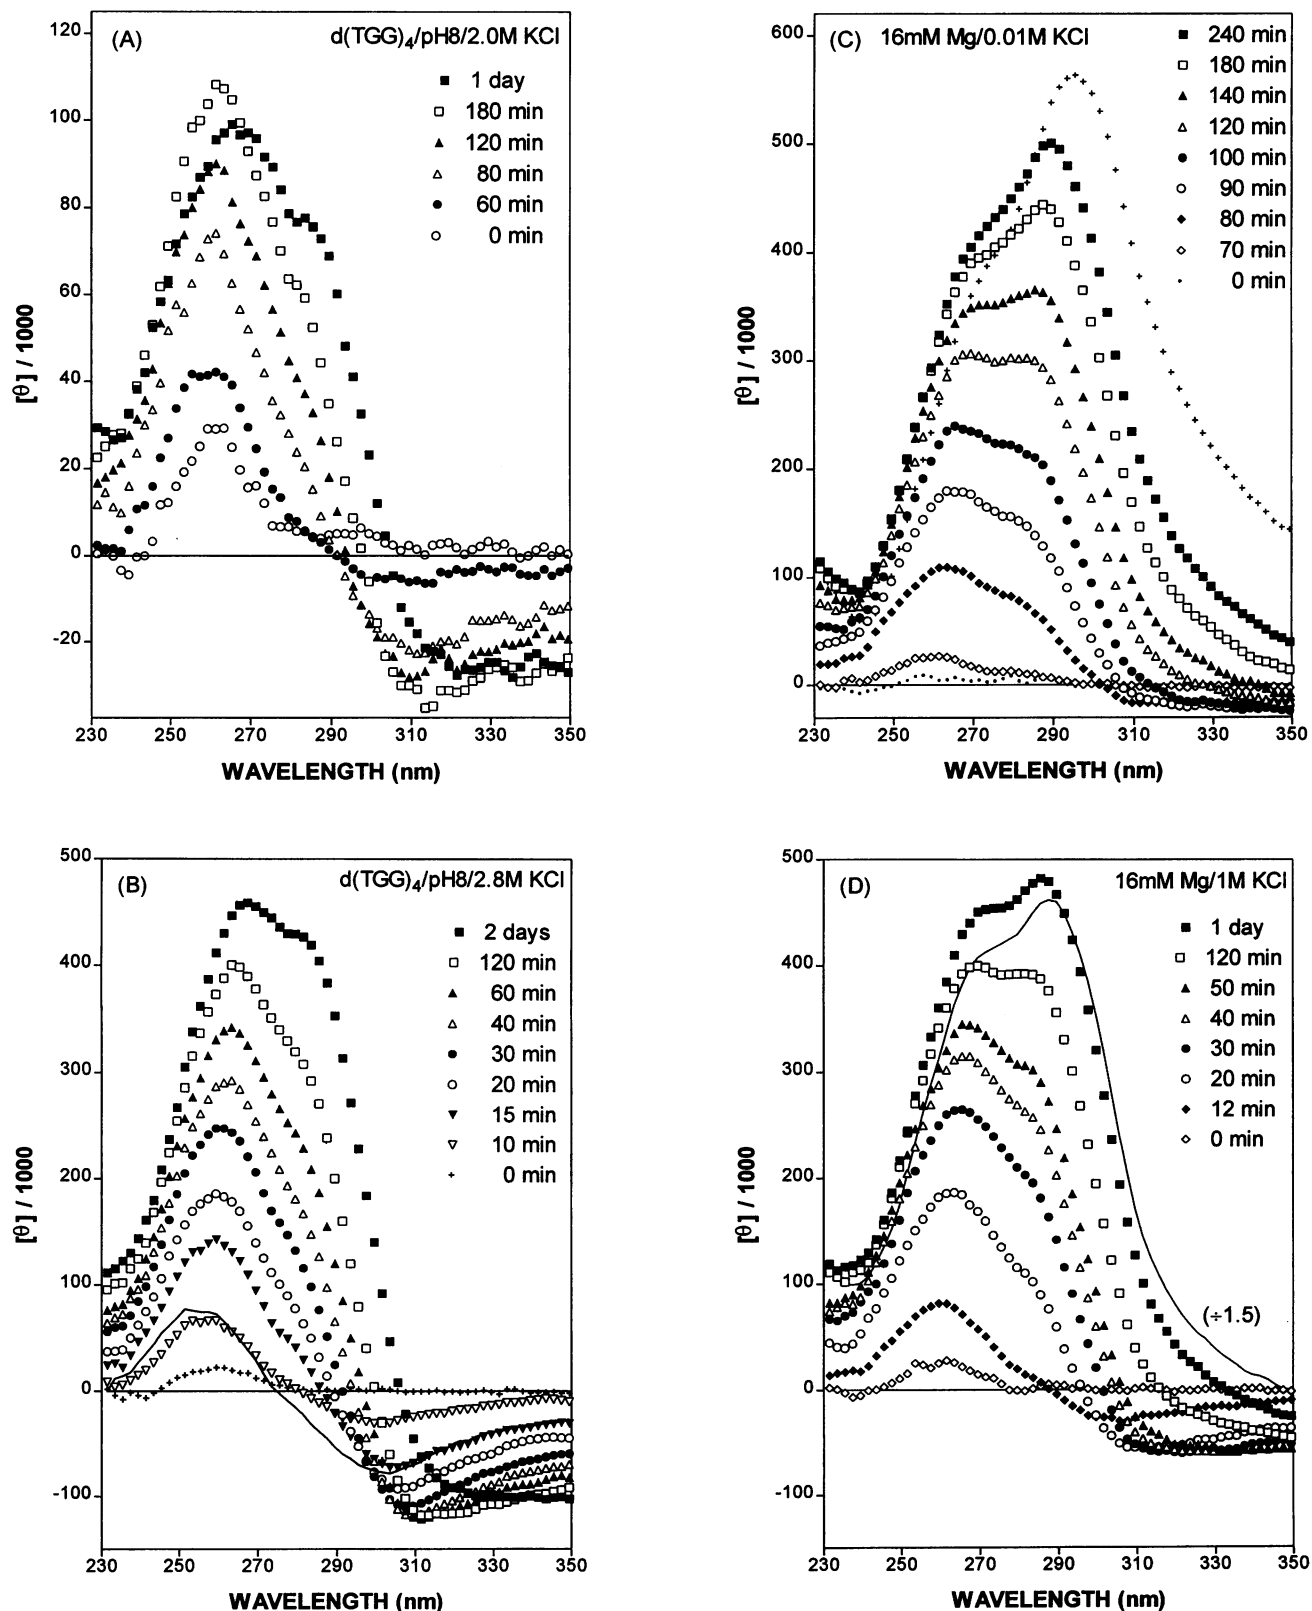 (A) d(TGG)4/pH8/2.0M KCl
1 day
180 min
120 min
80 min
60 min
0 min
120
100
80
60
40
20
0
-20
[θ] / 1000
230 250 270 290 310 330 350
WAVELENGTH (nm)
(C) 16mM Mg/0.01M KCl
240 min
180 min
140 min
120 min
100 min
90 min
80 min
70 min
0 min
600
500
400
300
200
100
0
[θ] / 1000
230 250 270 290 310 330 350
WAVELENGTH (nm)
(B) d(TGG)4/pH8/2.8M KCl
2 days
120 min
60 min
40 min
30 min
20 min
15 min
10 min
0 min
500
400
300
200
100
0
-100
[θ] / 1000
230 250 270 290 310 330 350
WAVELENGTH (nm)
(D) 16mM Mg/1M KCl
1 day
120 min
50 min
40 min
30 min
20 min
12 min
0 min
(÷1.5)
500
400
300
200
100
0
-100
[θ] / 1000
230 250 270 290 310 330 350
WAVELENGTH (nm)